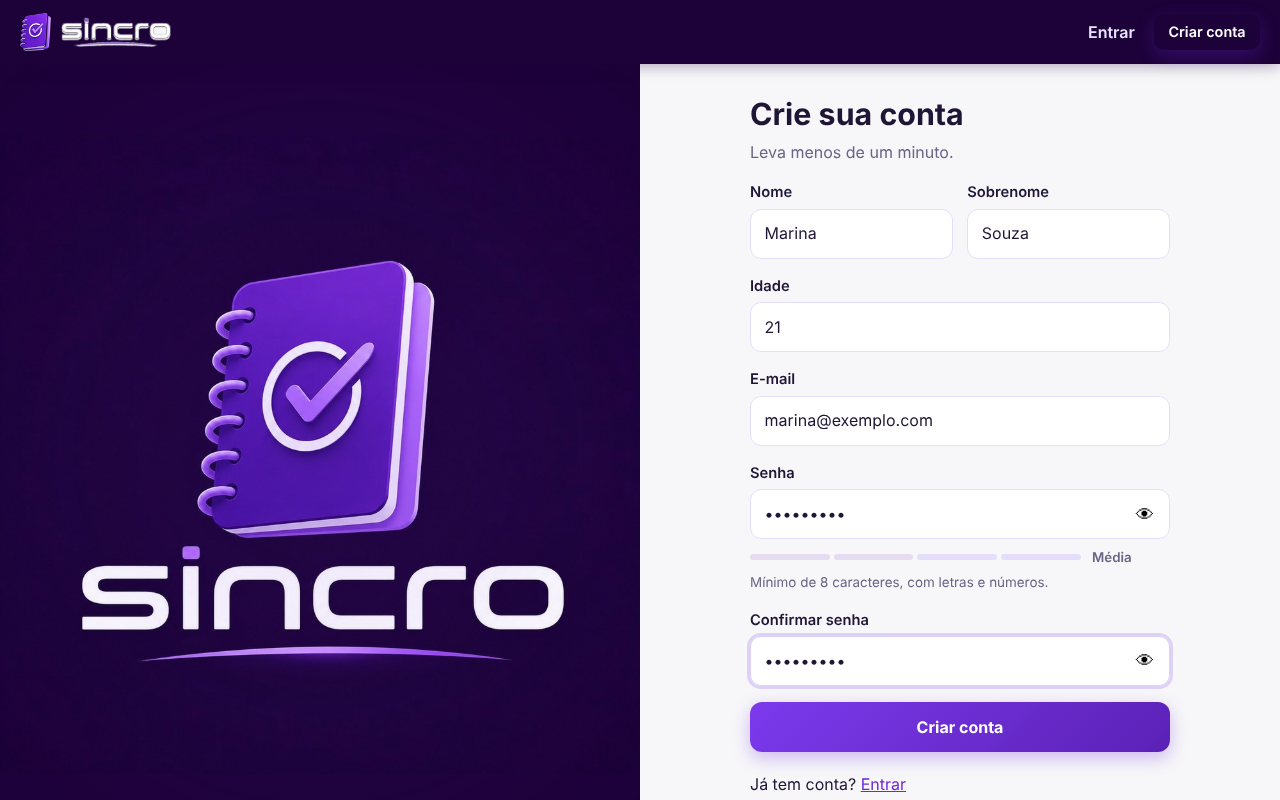 sincro
Entrar
Criar conta
sincro
Crie sua conta
Leva menos de um minuto.
Nome
Sobrenome
Marina
Souza
Idade
21
E-mail
marina@exemplo.com
Senha
•••••••••
Média
Mínimo de 8 caracteres, com letras e números.
Confirmar senha
•••••••••
Criar conta
Já tem conta? Entrar